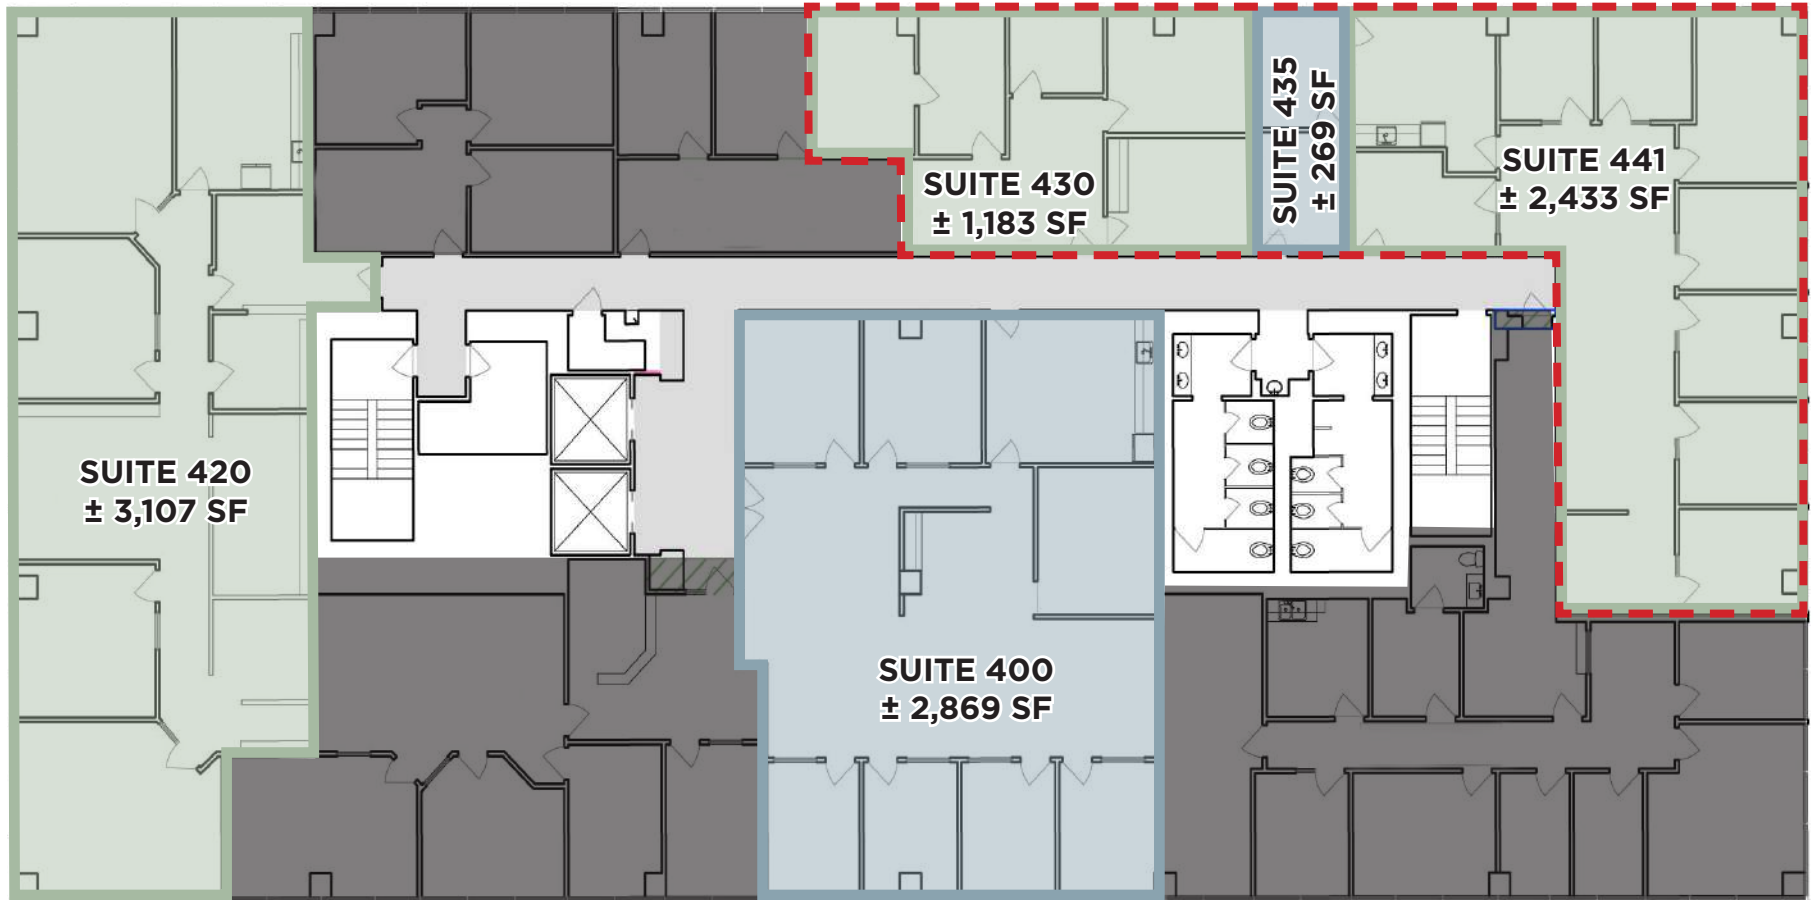 SUITE 430
± 1,183 SF
SUITE 435
± 269 SF
SUITE 441
± 2,433 SF
SUITE 420
± 3,107 SF
SUITE 400
± 2,869 SF